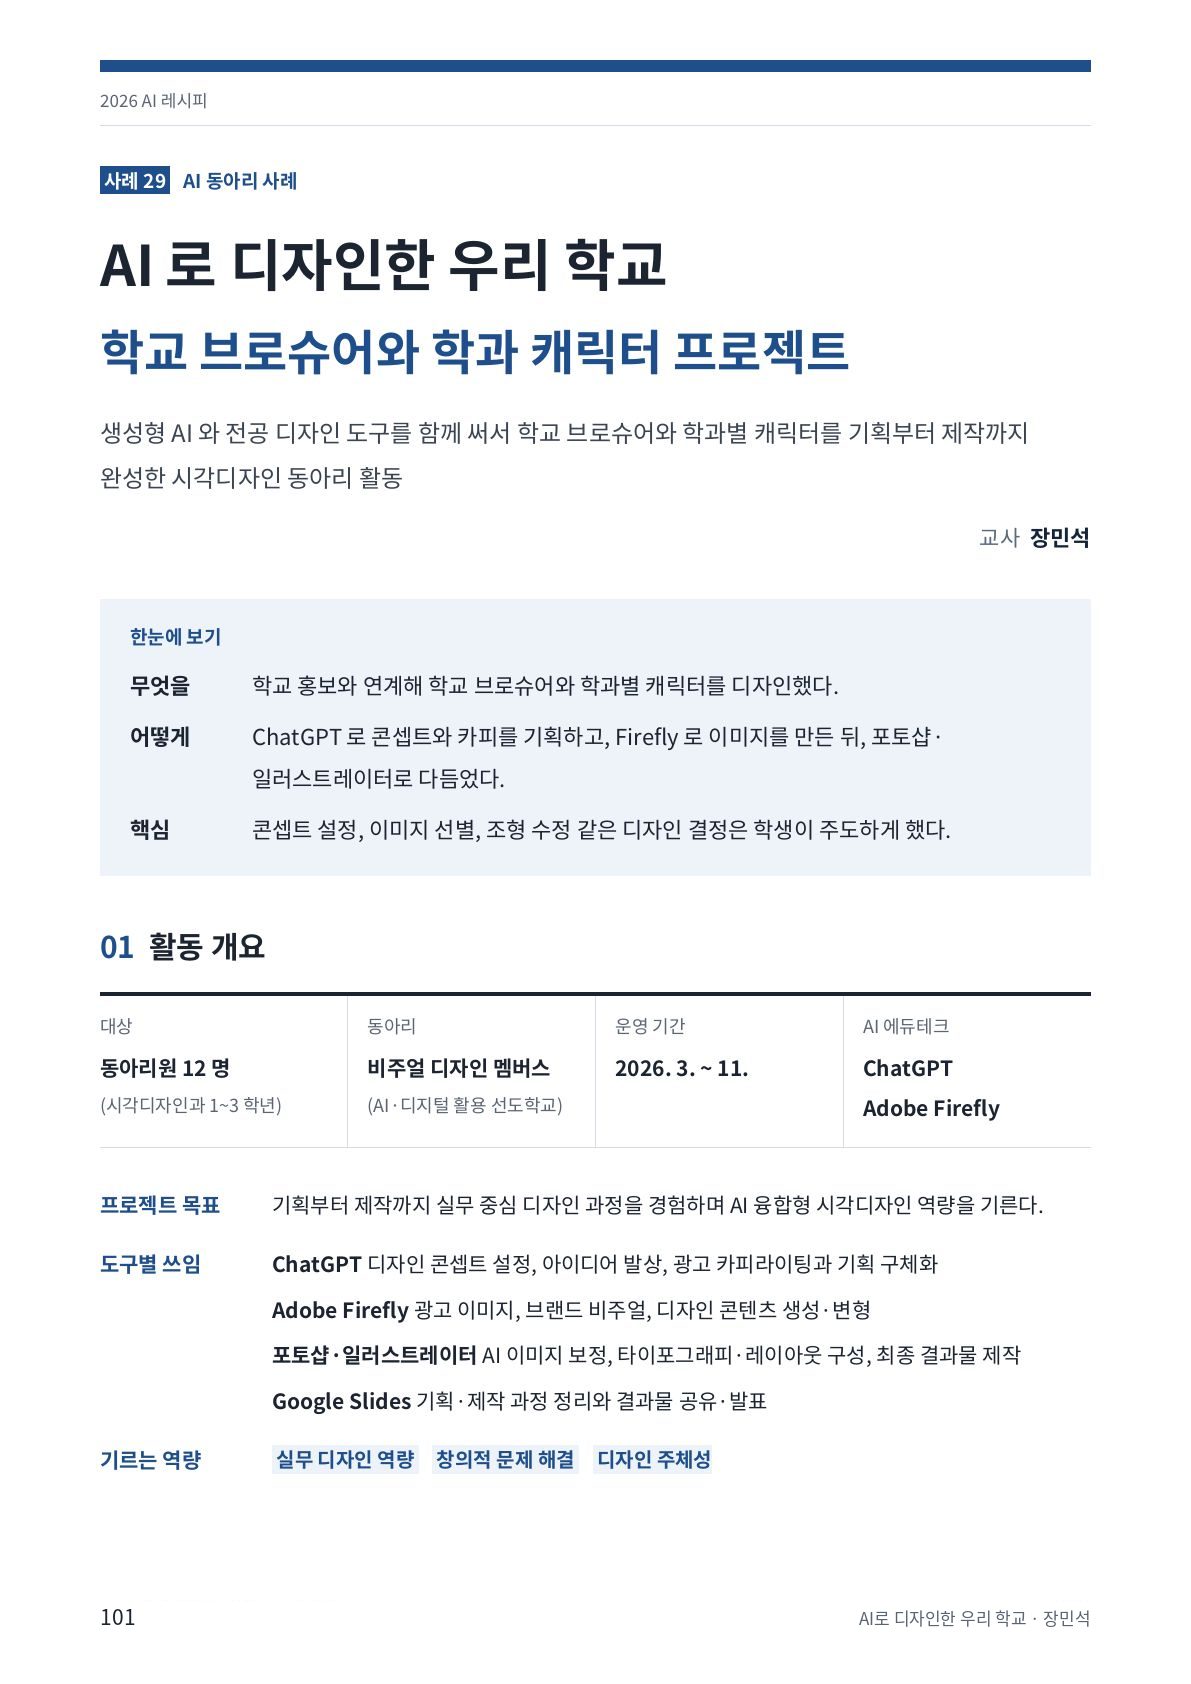 2026 AI 레시피
사례 29 AI 동아리 사례
AI 로 디자인한 우리 학교
학교 브로슈어와 학과 캐릭터 프로젝트
생성형 AI 와 전공 디자인 도구를 함께 써서 학교 브로슈어와 학과별 캐릭터를 기획부터 제작까지
완성한 시각디자인 동아리 활동
교사 장민석
한눈에 보기
무엇을 학교 홍보와 연계해 학교 브로슈어와 학과별 캐릭터를 디자인했다.
어떻게 ChatGPT 로 콘셉트와 카피를 기획하고, Firefly 로 이미지를 만든 뒤, 포토샵·
일러스트레이터로 다듬었다.
핵심 콘셉트 설정, 이미지 선별, 조형 수정 같은 디자인 결정은 학생이 주도하게 했다.
01 활동 개요
대상
동아리원 12 명
(시각디자인과 1~3 학년)
동아리
비주얼 디자인 멤버스
(AI·디지털 활용 선도학교)
운영 기간
2026. 3. ~ 11.
AI 에듀테크
ChatGPT
Adobe Firefly
프로젝트 목표 기획부터 제작까지 실무 중심 디자인 과정을 경험하며 AI 융합형 시각디자인 역량을 기른다.
도구별 쓰임 ChatGPT 디자인 콘셉트 설정, 아이디어 발상, 광고 카피라이팅과 기획 구체화
Adobe Firefly 광고 이미지, 브랜드 비주얼, 디자인 콘텐츠 생성·변형
포토샵·일러스트레이터 AI 이미지 보정, 타이포그래피·레이아웃 구성, 최종 결과물 제작
Google Slides 기획·제작 과정 정리와 결과물 공유·발표
기르는 역량 실무 디자인 역량 창의적 문제 해결 디자인 주체성
101
AI로 디자인한 우리 학교 · 장민석